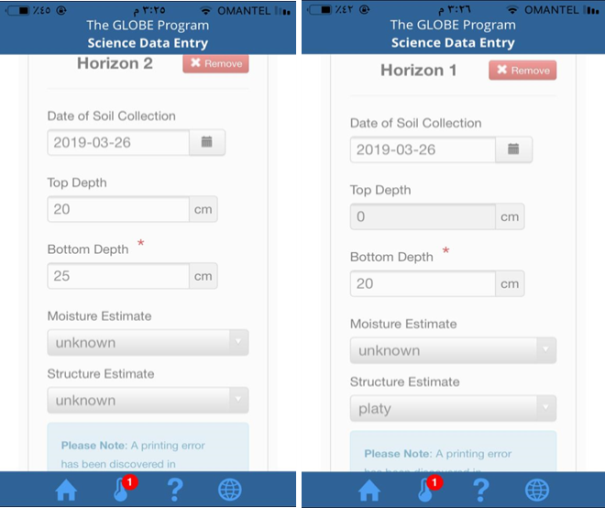 ٪٤٥ ٣:٢٥ م OMANTEL
The GLOBE Program
Science Data Entry
Horizon 2 ✖ Remove
Date of Soil Collection
2019-03-26
Top Depth
20 cm
Bottom Depth *
25 cm
Moisture Estimate
unknown
Structure Estimate
unknown
Please Note: A printing error
has been discovered in
1
?
٣:٢٦ م OMANTEL
The GLOBE Program
Science Data Entry
Horizon 1 ✖ Remove
Date of Soil Collection
2019-03-26
Top Depth
0 cm
Bottom Depth *
20 cm
Moisture Estimate
unknown
Structure Estimate
platy
Please Note: A printing error
1
?